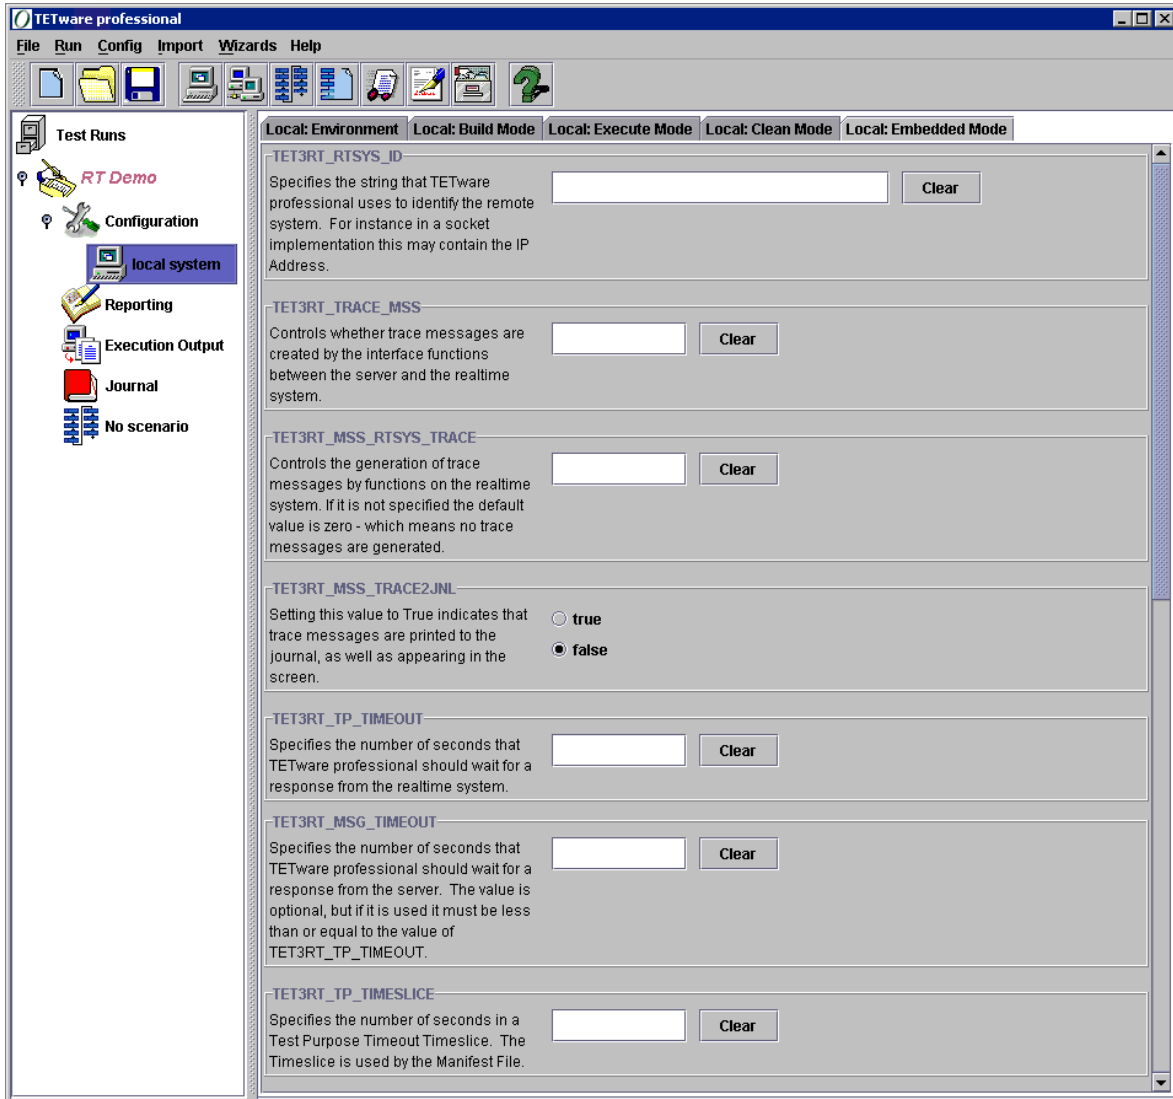 TETware professional
File Run Config Import Wizards Help
Test Runs
RT Demo
Configuration
local system
Reporting
Execution Output
Journal
No scenario
Local: Environment Local: Build Mode Local: Execute Mode Local: Clean Mode Local: Embedded Mode
TET3RT_RTSYS_ID
Specifies the string that TETware
professional uses to identify the remote
system. For instance in a socket
implementation this may contain the IP
Address.
Clear
TET3RT_TRACE_MSS
Controls whether trace messages are
created by the interface functions
between the server and the realtime
system.
Clear
TET3RT_MSS_RTSYS_TRACE
Controls the generation of trace
messages by functions on the realtime
system. If it is not specified the default
value is zero - which means no trace
messages are generated.
Clear
TET3RT_MSS_TRACE2JNL
Setting this value to True indicates that
trace messages are printed to the
journal, as well as appearing in the
screen.
true
false
TET3RT_TP_TIMEOUT
Specifies the number of seconds that
TETware professional should wait for a
response from the realtime system.
Clear
TET3RT_MSG_TIMEOUT
Specifies the number of seconds that
TETware professional should wait for a
response from the server. The value is
optional, but if it is used it must be less
than or equal to the value of
TET3RT_TP_TIMEOUT.
Clear
TET3RT_TP_TIMESLICE
Specifies the number of seconds in a
Test Purpose Timeout Timeslice. The
Timeslice is used by the Manifest File.
Clear